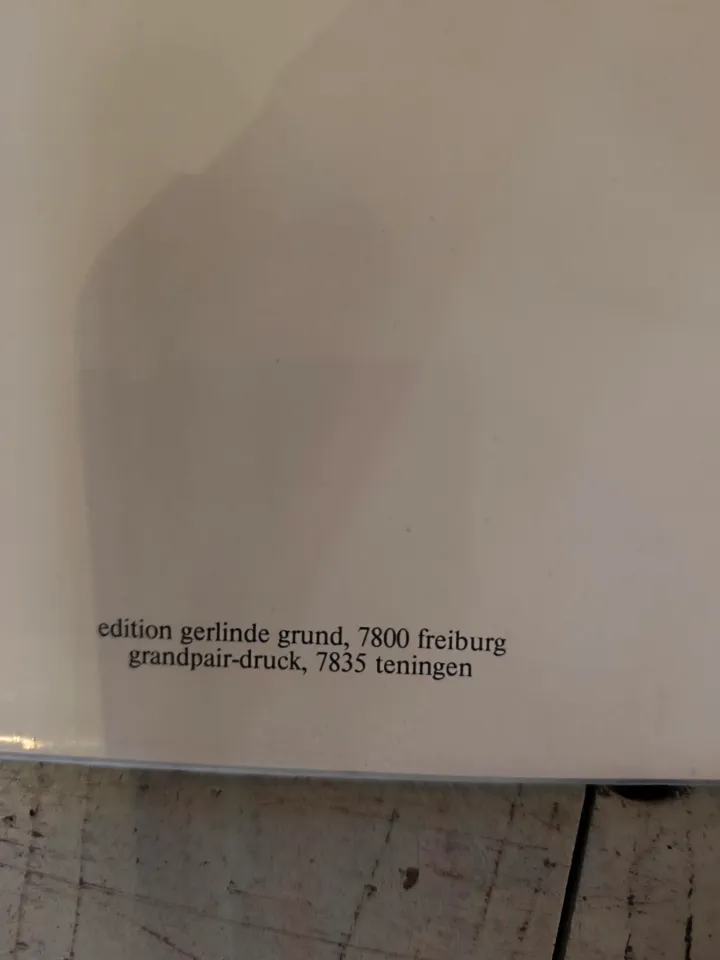 edition gerlinde grund, 7800 freiburg
grandpair-druck, 7835 teningen